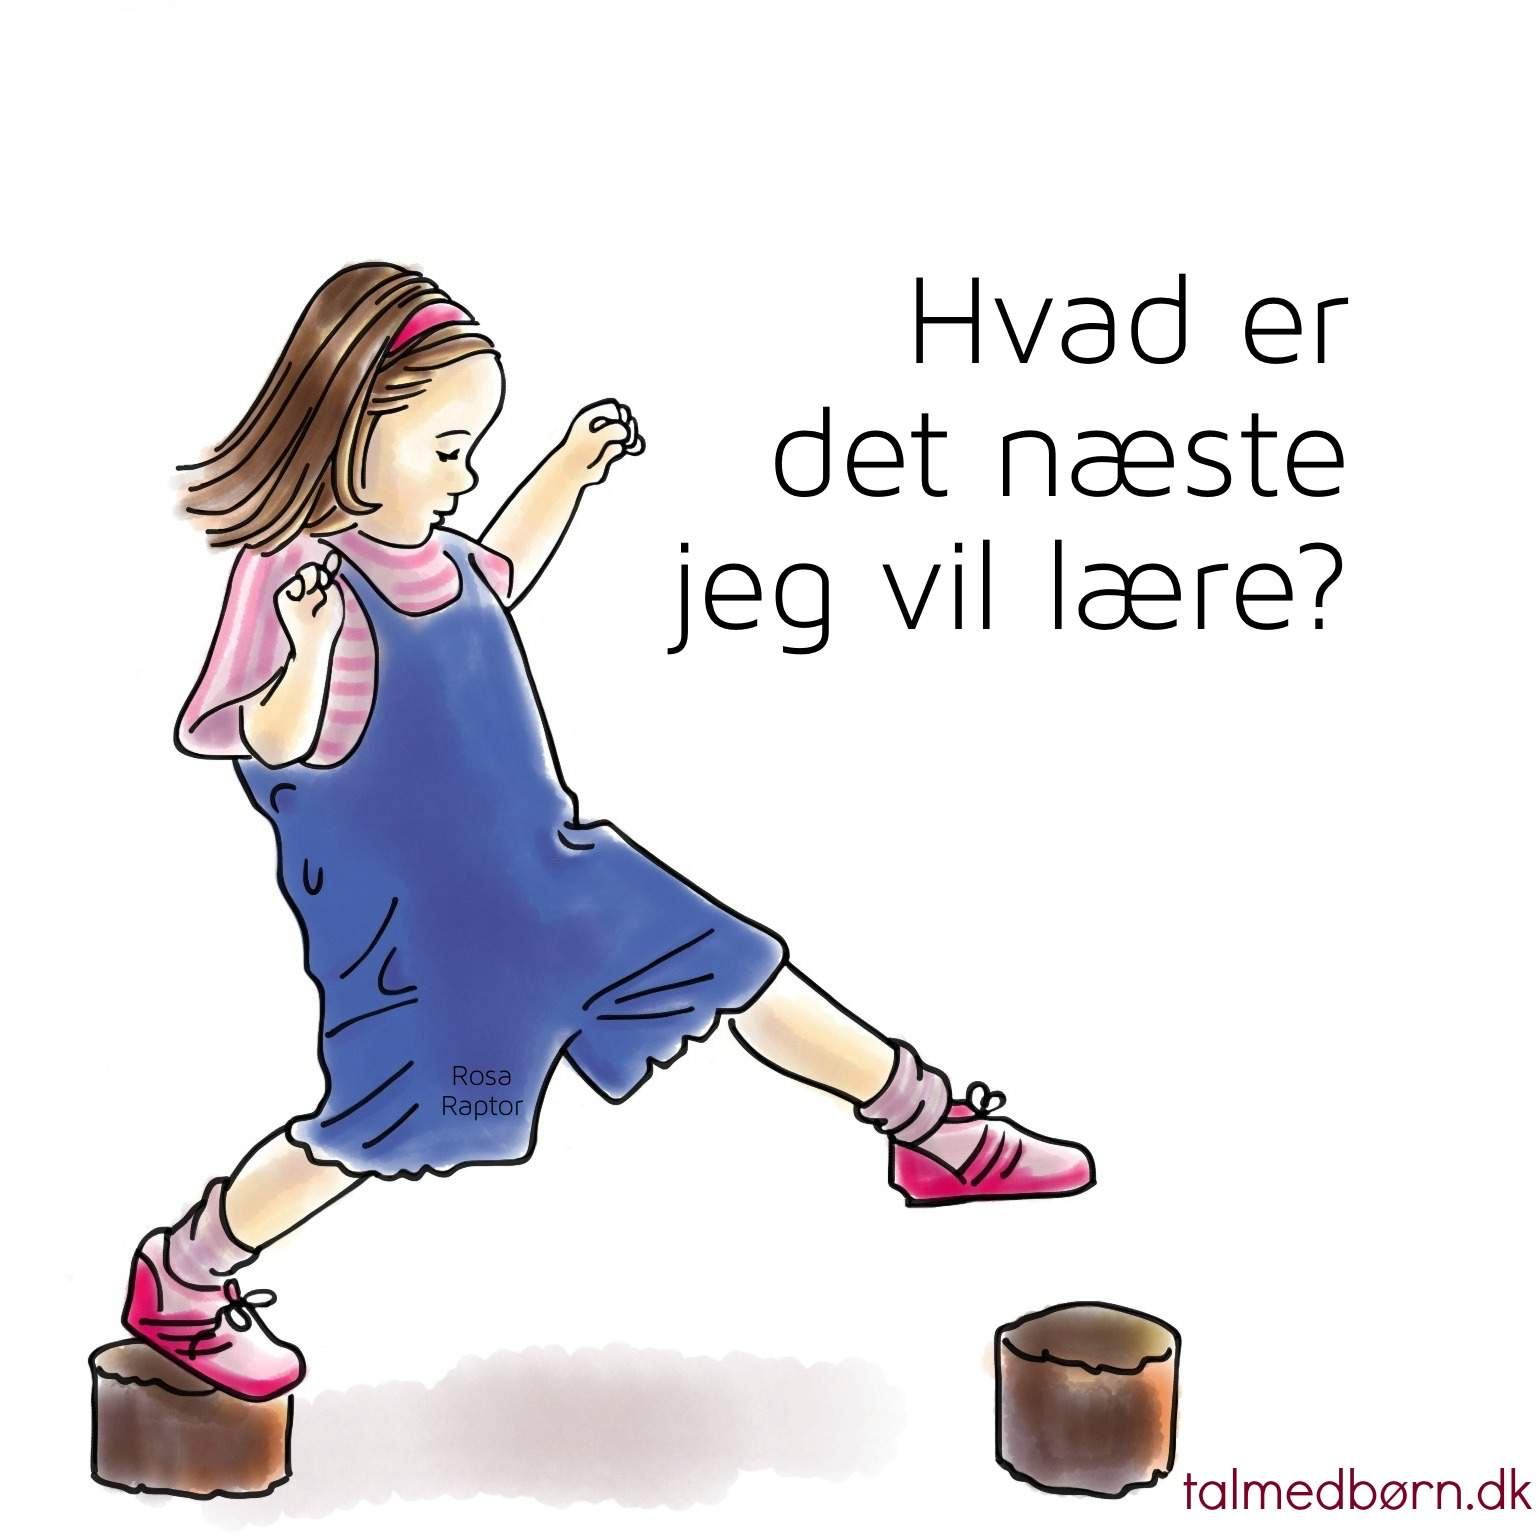 Hvad er
det næste
jeg vil lære?
Rosa
Raptor
talmedbørn.dk